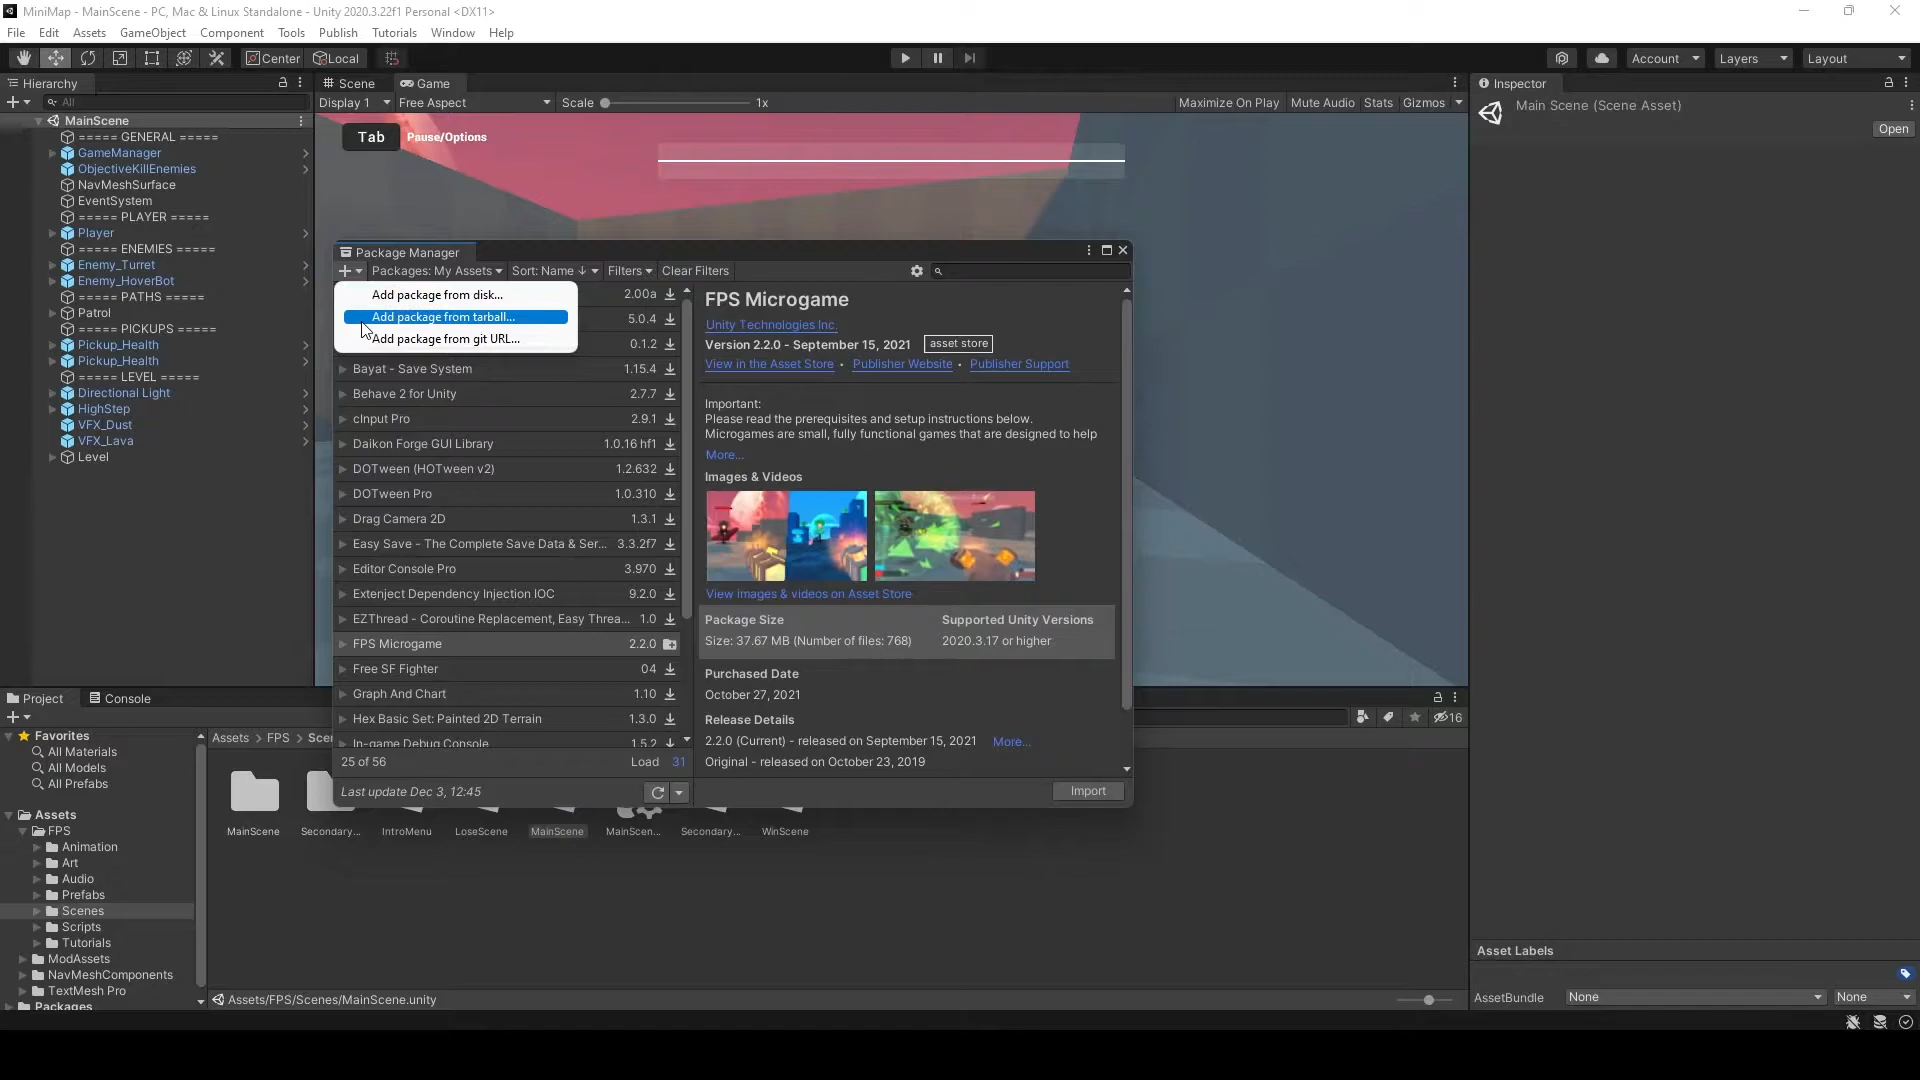 MiniMap - MainScene - PC, Mac & Linux Standalone - Unity 2020.3.22f1 Personal <DX11>
File Edit Assets GameObject Component Tools Publish Tutorials Window Help
Center Local Account Layers Layout
Hierarchy
All
MainScene
===== GENERAL =====
GameManager
ObjectiveKillEnemies
NavMeshSurface
EventSystem
===== PLAYER =====
Player
===== ENEMIES =====
Enemy_Turret
Enemy_HoverBot
===== PATHS =====
Patrol
===== PICKUPS =====
Pickup_Health
Pickup_Health
===== LEVEL =====
Directional Light
HighStep
VFX_Dust
VFX_Lava
Level
Scene Game
Display 1 Free Aspect Scale 1x Maximize On Play Mute Audio Stats Gizmos
Tab Pause/Options
Package Manager
Packages: My Assets Sort: Name ↓ Filters Clear Filters
Add package from disk...
Add package from tarball...
Add package from git URL...
2.00a
5.0.4
0.1.2
Bayat - Save System 1.15.4
Behave 2 for Unity 2.7.7
cInput Pro 2.9.1
Daikon Forge GUI Library 1.0.16 hf1
DOTween (HOTween v2) 1.2.632
DOTween Pro 1.0.310
Drag Camera 2D 1.3.1
Easy Save - The Complete Save Data & Ser... 3.3.2f7
Editor Console Pro 3.970
Extenject Dependency Injection IOC 9.2.0
EZThread - Coroutine Replacement, Easy Threa... 1.0
FPS Microgame 2.2.0
Free SF Fighter 04
Graph And Chart 1.10
Hex Basic Set: Painted 2D Terrain 1.3.0
In-game Debug Console 1.5.2
25 of 56 Load 31
Last update Dec 3, 12:45
FPS Microgame
Unity Technologies Inc.
Version 2.2.0 - September 15, 2021 asset store
View in the Asset Store • Publisher Website • Publisher Support
Important:
Please read the prerequisites and setup instructions below.
Microgames are small, fully functional games that are designed to help
More...
Images & Videos
View images & videos on Asset Store
Package Size Supported Unity Versions
Size: 37.67 MB (Number of files: 768) 2020.3.17 or higher
Purchased Date
October 27, 2021
Release Details
2.2.0 (Current) - released on September 15, 2021 More...
Original - released on October 23, 2019
Import
Inspector
Main Scene (Scene Asset)
Open
Asset Labels
AssetBundle None None
Project Console
16
Favorites
All Materials
All Models
All Prefabs
Assets
FPS
Animation
Art
Audio
Prefabs
Scenes
Scripts
Tutorials
ModAssets
NavMeshComponents
TextMesh Pro
Packages
Assets > FPS > Scen
MainScene Secondary... IntroMenu LoseScene MainScene MainScen... Secondary... WinScene
Assets/FPS/Scenes/MainScene.unity